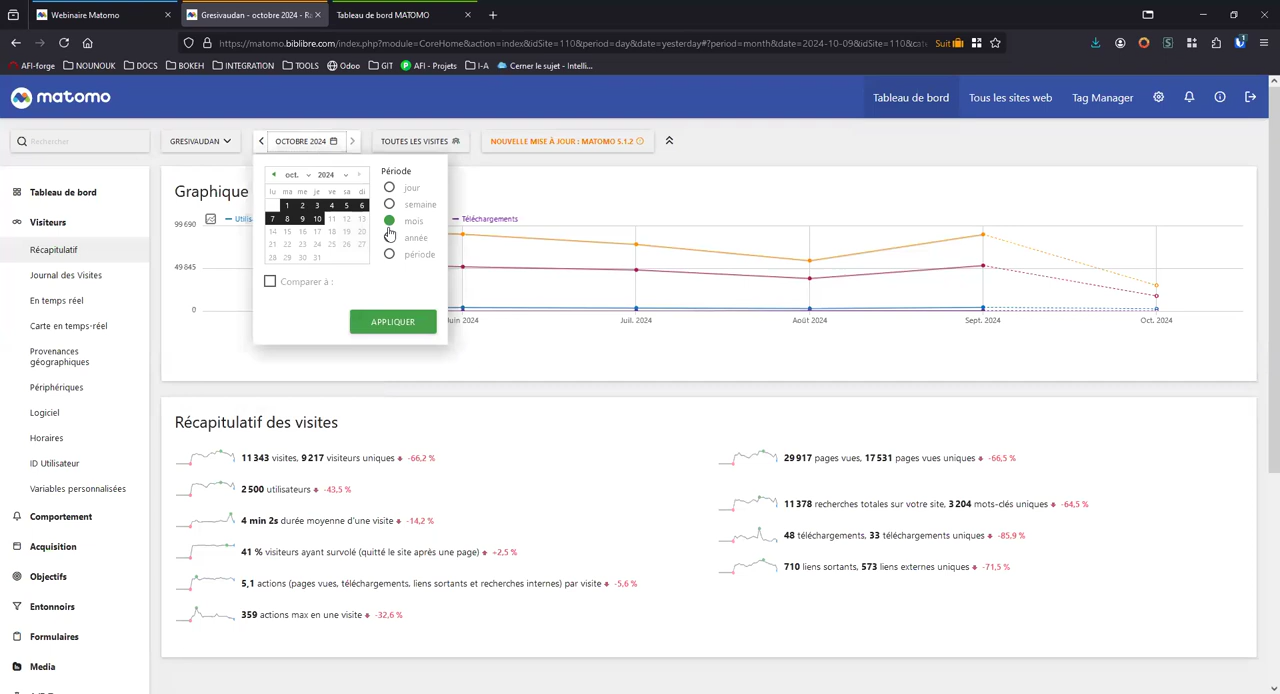 Webinaire Matomo
Gresivaudan - octobre 2024 - Ra
Tableau de bord MATOMO
https://matomo.biblibre.com/index.php?module=CoreHome&action=index&idSite=110&period=day&date=yesterday#?period=month&date=2024-10-09&idSite=110&cate
Suit
AFI-forge NOUNOUK DOCS BOKEH INTEGRATION TOOLS Odoo GIT AFI - Projets I-A Cerner le sujet - Intelli...
matomo
Tableau de bord Tous les sites web Tag Manager
Rechercher
GRESIVAUDAN
OCTOBRE 2024
TOUTES LES VISITES
NOUVELLE MISE À JOUR : MATOMO 5.1.2
oct. 2024
lu ma me je ve sa di
1 2 3 4 5 6
7 8 9 10 11 12 13
14 15 16 17 18 19 20
21 22 23 24 25 26 27
28 29 30 31
Période
jour
semaine
mois
année
période
Comparer à :
APPLIQUER
Tableau de bord
Visiteurs
Récapitulatif
Journal des Visites
En temps réel
Carte en temps-réel
Provenances
géographiques
Périphériques
Logiciel
Horaires
ID Utilisateur
Variables personnalisées
Comportement
Acquisition
Objectifs
Entonnoirs
Formulaires
Media
Graphique
Utilis
Téléchargements
99 690
49 845
0
Juin 2024 Juil. 2024 Août 2024 Sept. 2024 Oct. 2024
Récapitulatif des visites
11 343 visites, 9 217 visiteurs uniques -66,2 %
2 500 utilisateurs -43,5 %
4 min 2s durée moyenne d'une visite -14,2 %
41 % visiteurs ayant survolé (quitté le site après une page) +2,5 %
5,1 actions (pages vues, téléchargements, liens sortants et recherches internes) par visite -5,6 %
359 actions max en une visite -32,6 %
29 917 pages vues, 17 531 pages vues uniques -66,5 %
11 378 recherches totales sur votre site, 3 204 mots-clés uniques -64,5 %
48 téléchargements, 33 téléchargements uniques -85,9 %
710 liens sortants, 573 liens externes uniques -71,5 %